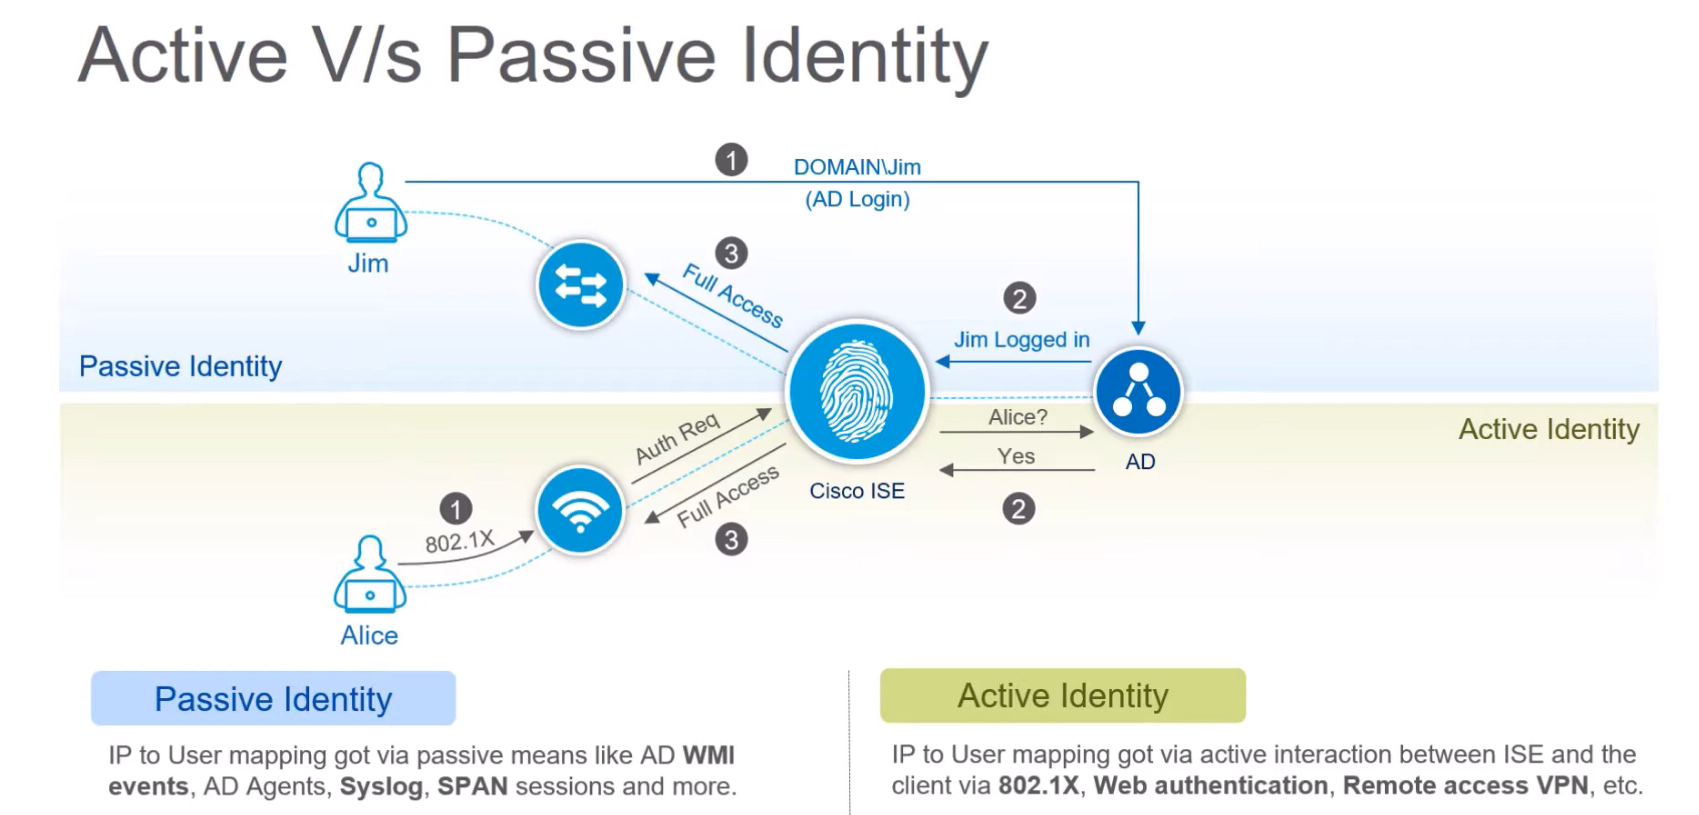 Active V/s Passive Identity
1
DOMAIN\Jim
(AD Login)
Jim
3
Full Access
2
Jim Logged in
Passive Identity
Auth Req
Alice?
Active Identity
Yes
AD
Full Access
Cisco ISE
1
802.1X
2
3
Alice
Passive Identity
IP to User mapping got via passive means like AD WMI
events, AD Agents, Syslog, SPAN sessions and more.
Active Identity
IP to User mapping got via active interaction between ISE and the
client via 802.1X, Web authentication, Remote access VPN, etc.